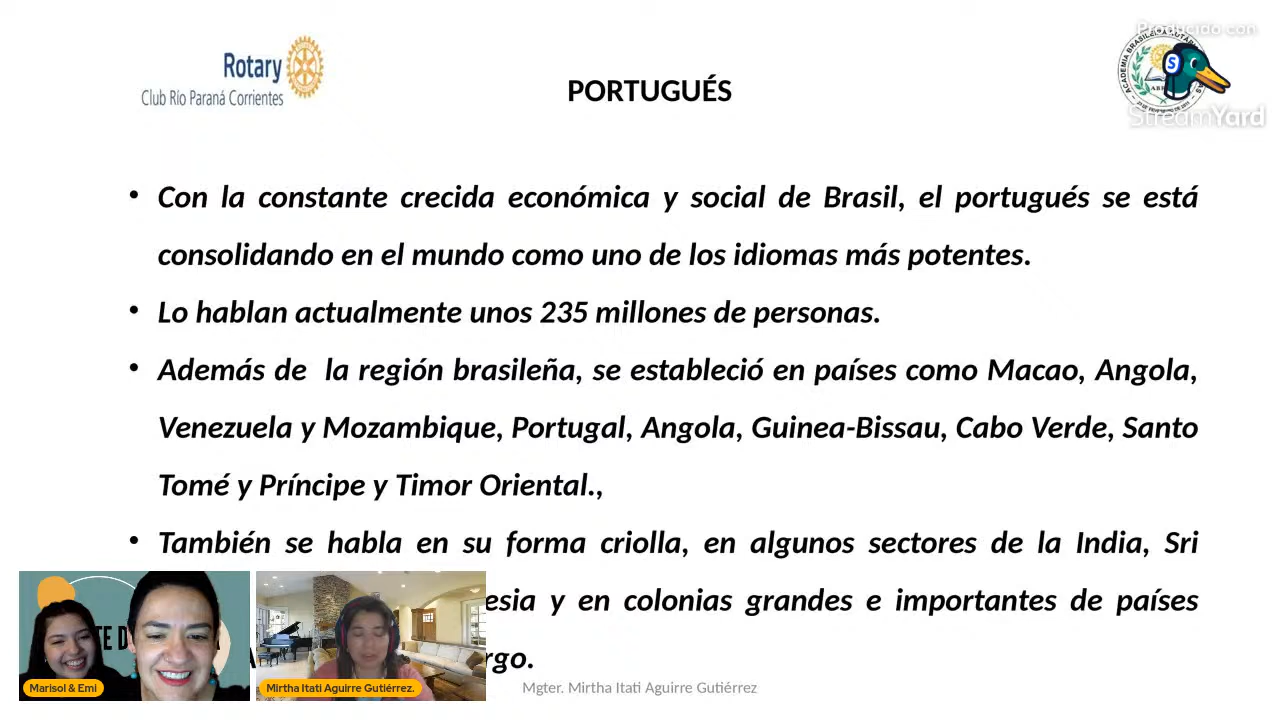 Producido con
StreamYard
Rotary
Club Río Paraná Corrientes
PORTUGUÉS
• Con la constante crecida económica y social de Brasil, el portugués se está
consolidando en el mundo como uno de los idiomas más potentes.
• Lo hablan actualmente unos 235 millones de personas.
• Además de la región brasileña, se estableció en países como Macao, Angola,
Venezuela y Mozambique, Portugal, Angola, Guinea-Bissau, Cabo Verde, Santo
Tomé y Príncipe y Timor Oriental.,
• También se habla en su forma criolla, en algunos sectores de la India, Sri
esia y en colonias grandes e importantes de países
rgo.
Marisol & Emi
Mirtha Itati Aguirre Gutiérrez.
Mgter. Mirtha Itati Aguirre Gutiérrez